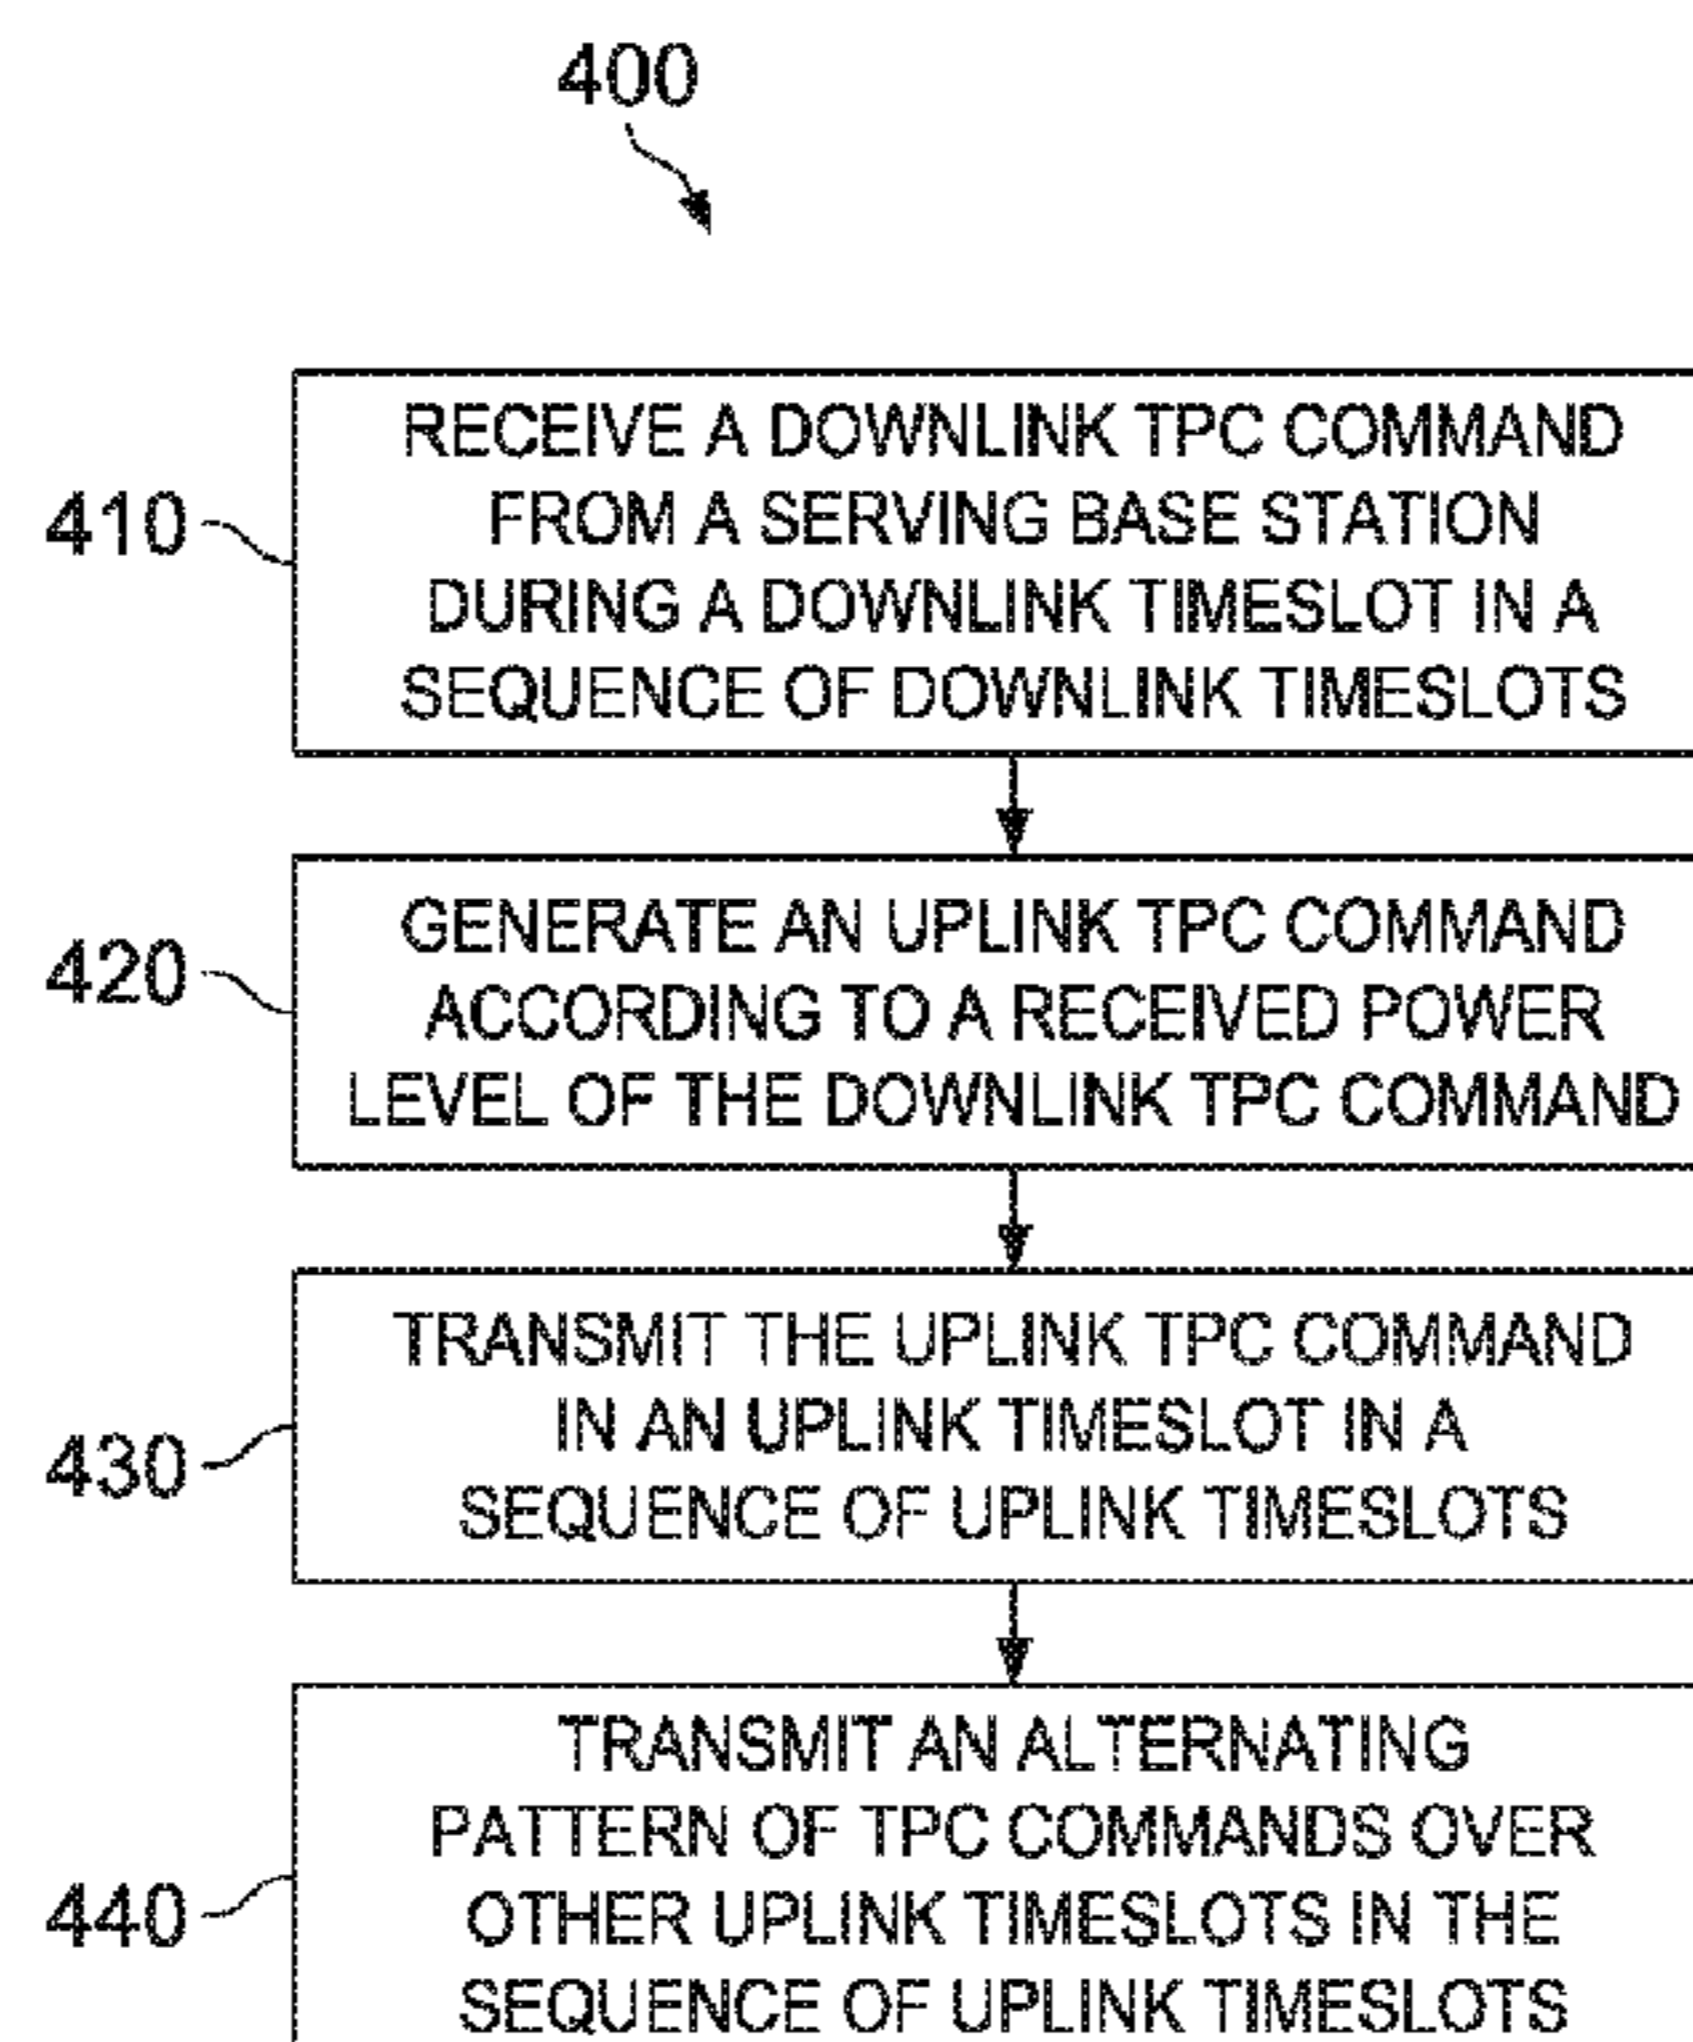 400
410
RECEIVE A DOWNLINK TPC COMMAND
FROM A SERVING BASE STATION
DURING A DOWNLINK TIMESLOT IN A
SEQUENCE OF DOWNLINK TIMESLOTS
420
GENERATE AN UPLINK TPC COMMAND
ACCORDING TO A RECEIVED POWER
LEVEL OF THE DOWNLINK TPC COMMAND
430
TRANSMIT THE UPLINK TPC COMMAND
IN AN UPLINK TIMESLOT IN A
SEQUENCE OF UPLINK TIMESLOTS
440
TRANSMIT AN ALTERNATING
PATTERN OF TPC COMMANDS OVER
OTHER UPLINK TIMESLOTS IN THE
SEQUENCE OF UPLINK TIMESLOTS